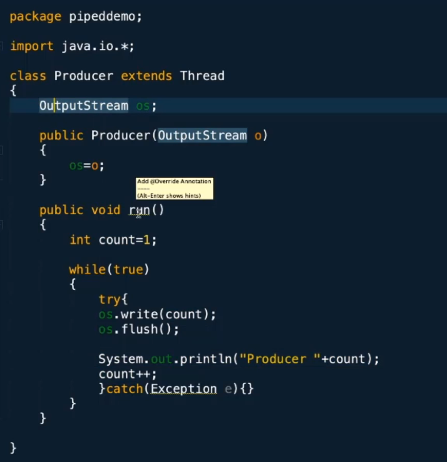 package pipeddemo;
import java.io.*;
class Producer extends Thread
{
OutputStream os;
public Producer(OutputStream o)
{
os=o;
}
Add @Override Annotation
-----
(Alt-Enter shows hints)
public void run()
{
int count=1;
while(true)
{
try{
os.write(count);
os.flush();
System.out.println("Producer "+count);
count++;
}catch(Exception e){}
}
}
}